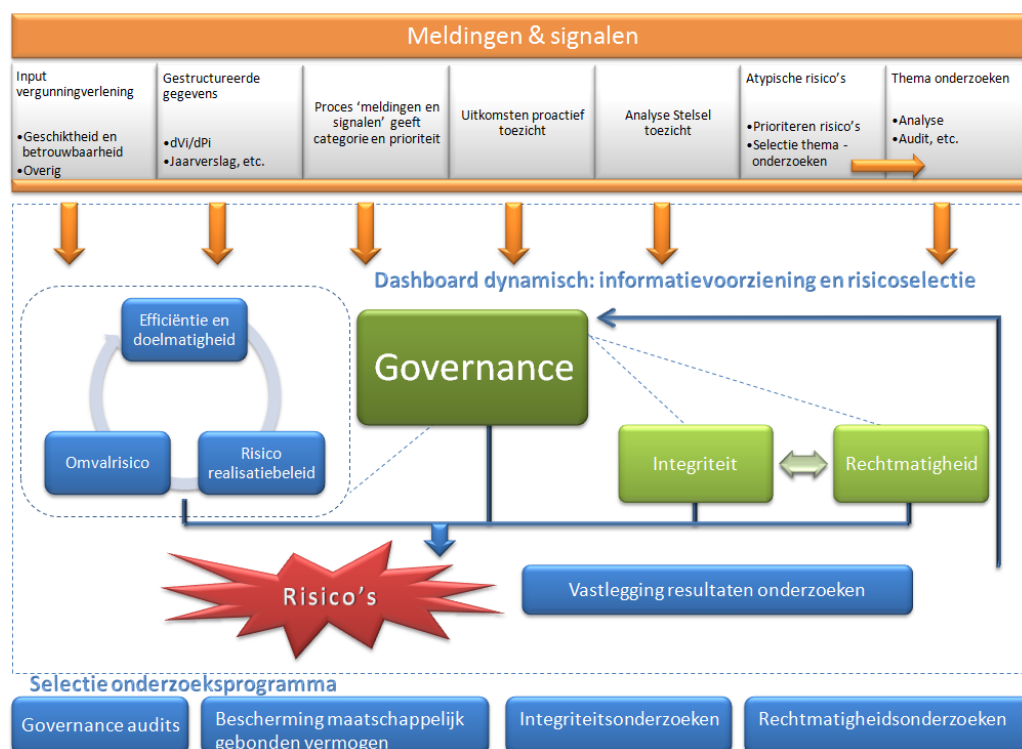 Meldingen & signalen
Input
vergunningverlening
•Geschiktheid en
betrouwbaarheid
•Overig
Gestructureerde
gegevens
•dVi/dPi
•Jaarverslag, etc.
Proces ‘meldingen en
signalen’ geeft
categorie en prioriteit
Uitkomsten proactief
toezicht
Analyse Stelsel
toezicht
Atypische risico’s
•Prioriteren risico’s
•Selectie thema -
onderzoeken
Thema onderzoeken
•Analyse
•Audit, etc.
Dashboard dynamisch: informatievoorziening en risicoselectie
Efficiëntie en
doelmatigheid
Omvalrisico
Risico
realisatiebeleid
Governance
Integriteit
Rechtmatigheid
Risico’s
Vastlegging resultaten onderzoeken
Selectie onderzoeksprogramma
Governance audits
Bescherming maatschappelijk
gebonden vermogen
Integriteitsonderzoeken
Rechtmatigheidsonderzoeken